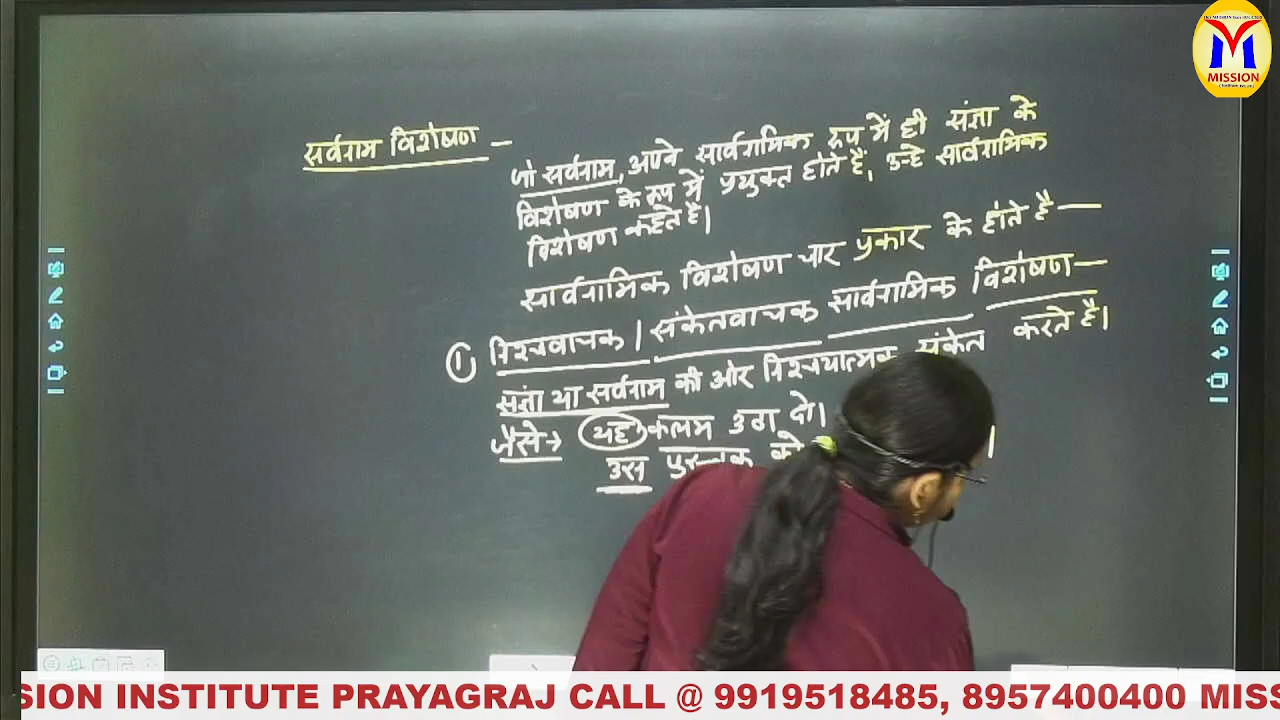 MISSION
सर्वनाम विशेषण –
जो सर्वनाम, अपने सार्वनामिक रूप में ही संज्ञा के
विशेषण के रूप में प्रयुक्त होते हैं, उन्हे सार्वनामिक
विशेषण कहते हैं।
सार्वनामिक विशेषण चार प्रकार के होते है –
① निश्चवाचक / संकेतवाचक सार्वनामिक विशेषण –
संज्ञा या सर्वनाम की ओर निश्चयात्मक संकेत करते है।
जैसे → यह कलम उठा दो।
उस पुस्तक को
SION INSTITUTE PRAYAGRAJ CALL @ 9919518485, 8957400400 MISS